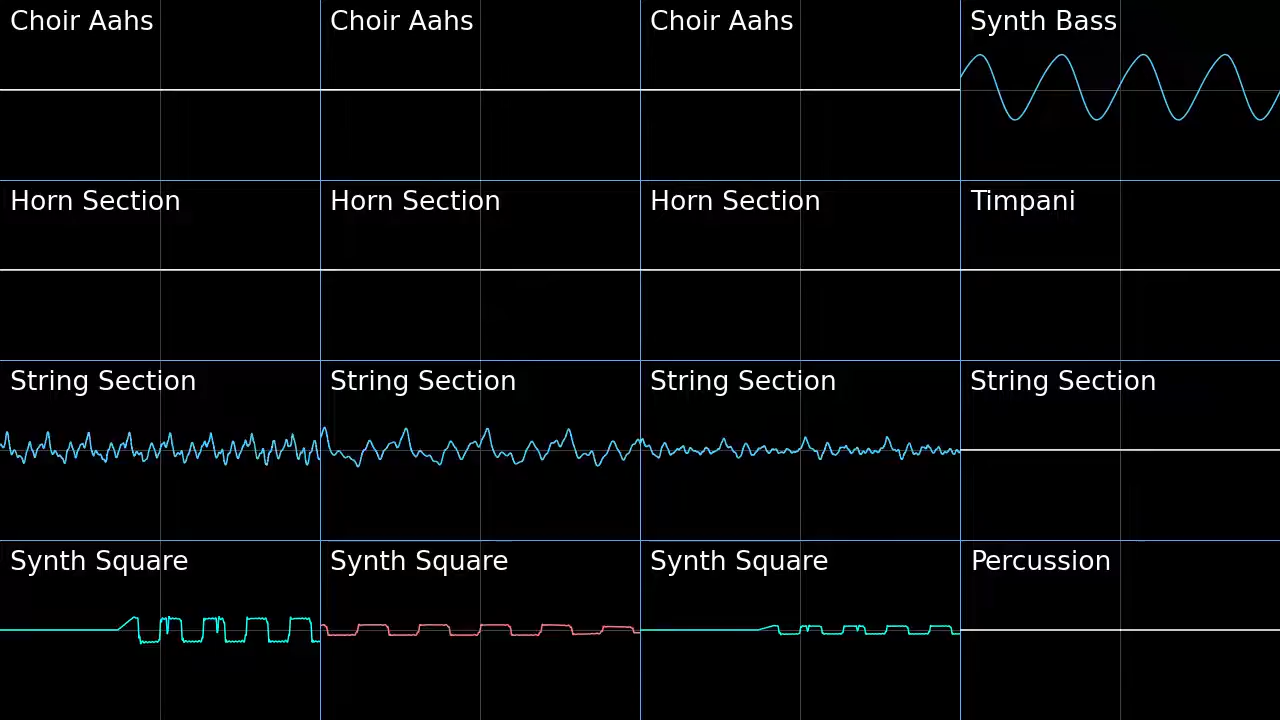 Choir Aahs
Choir Aahs
Choir Aahs
Synth Bass
Horn Section
Horn Section
Horn Section
Timpani
String Section
String Section
String Section
String Section
Synth Square
Synth Square
Synth Square
Percussion